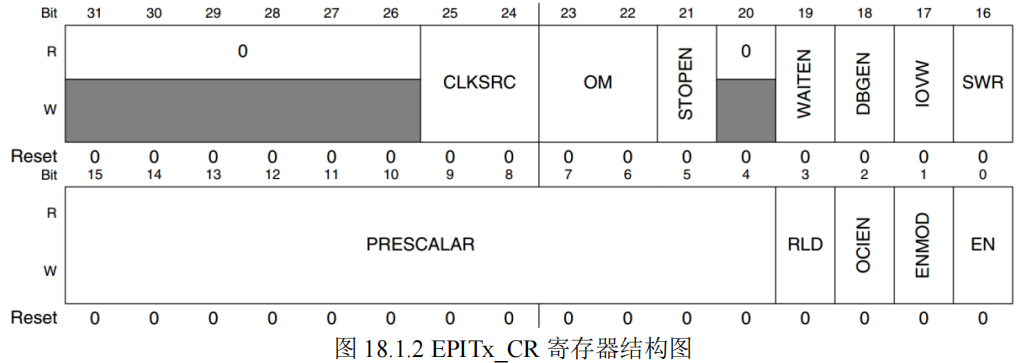 Bit 31 30 29 28 27 26 25 24 23 22 21 20 19 18 17 16
R 0 CLKSRC OM STOPEN 0 WAITEN DBGEN IOVW SWR
W
Reset 0 0 0 0 0 0 0 0 0 0 0 0 0 0 0 0
Bit 15 14 13 12 11 10 9 8 7 6 5 4 3 2 1 0
R PRESCALAR RLD OCIEN ENMOD EN
W
Reset 0 0 0 0 0 0 0 0 0 0 0 0 0 0 0 0
图 18.1.2 EPITx_CR 寄存器结构图